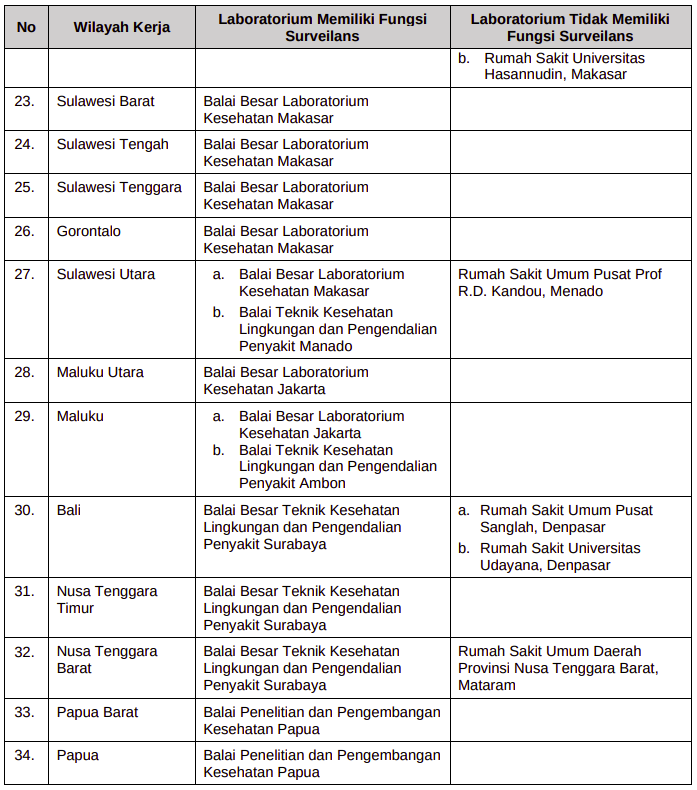 No
Wilayah Kerja
Laboratorium Memiliki Fungsi
Surveilans
Laboratorium Tidak Memiliki
Fungsi Surveilans
b. Rumah Sakit Universitas
Hasannudin, Makasar
23. Sulawesi Barat
Balai Besar Laboratorium
Kesehatan Makasar
24. Sulawesi Tengah
Balai Besar Laboratorium
Kesehatan Makasar
25. Sulawesi Tenggara
Balai Besar Laboratorium
Kesehatan Makasar
26. Gorontalo
Balai Besar Laboratorium
Kesehatan Makasar
27. Sulawesi Utara
a. Balai Besar Laboratorium
Kesehatan Makasar
b. Balai Teknik Kesehatan
Lingkungan dan Pengendalian
Penyakit Manado
Rumah Sakit Umum Pusat Prof
R.D. Kandou, Menado
28. Maluku Utara
Balai Besar Laboratorium
Kesehatan Jakarta
29. Maluku
a. Balai Besar Laboratorium
Kesehatan Jakarta
b. Balai Teknik Kesehatan
Lingkungan dan Pengendalian
Penyakit Ambon
30. Bali
Balai Besar Teknik Kesehatan
Lingkungan dan Pengendalian
Penyakit Surabaya
a. Rumah Sakit Umum Pusat
Sanglah, Denpasar
b. Rumah Sakit Universitas
Udayana, Denpasar
31. Nusa Tenggara
Timur
Balai Besar Teknik Kesehatan
Lingkungan dan Pengendalian
Penyakit Surabaya
32. Nusa Tenggara
Barat
Balai Besar Teknik Kesehatan
Lingkungan dan Pengendalian
Penyakit Surabaya
Rumah Sakit Umum Daerah
Provinsi Nusa Tenggara Barat,
Mataram
33. Papua Barat
Balai Penelitian dan Pengembangan
Kesehatan Papua
34. Papua
Balai Penelitian dan Pengembangan
Kesehatan Papua